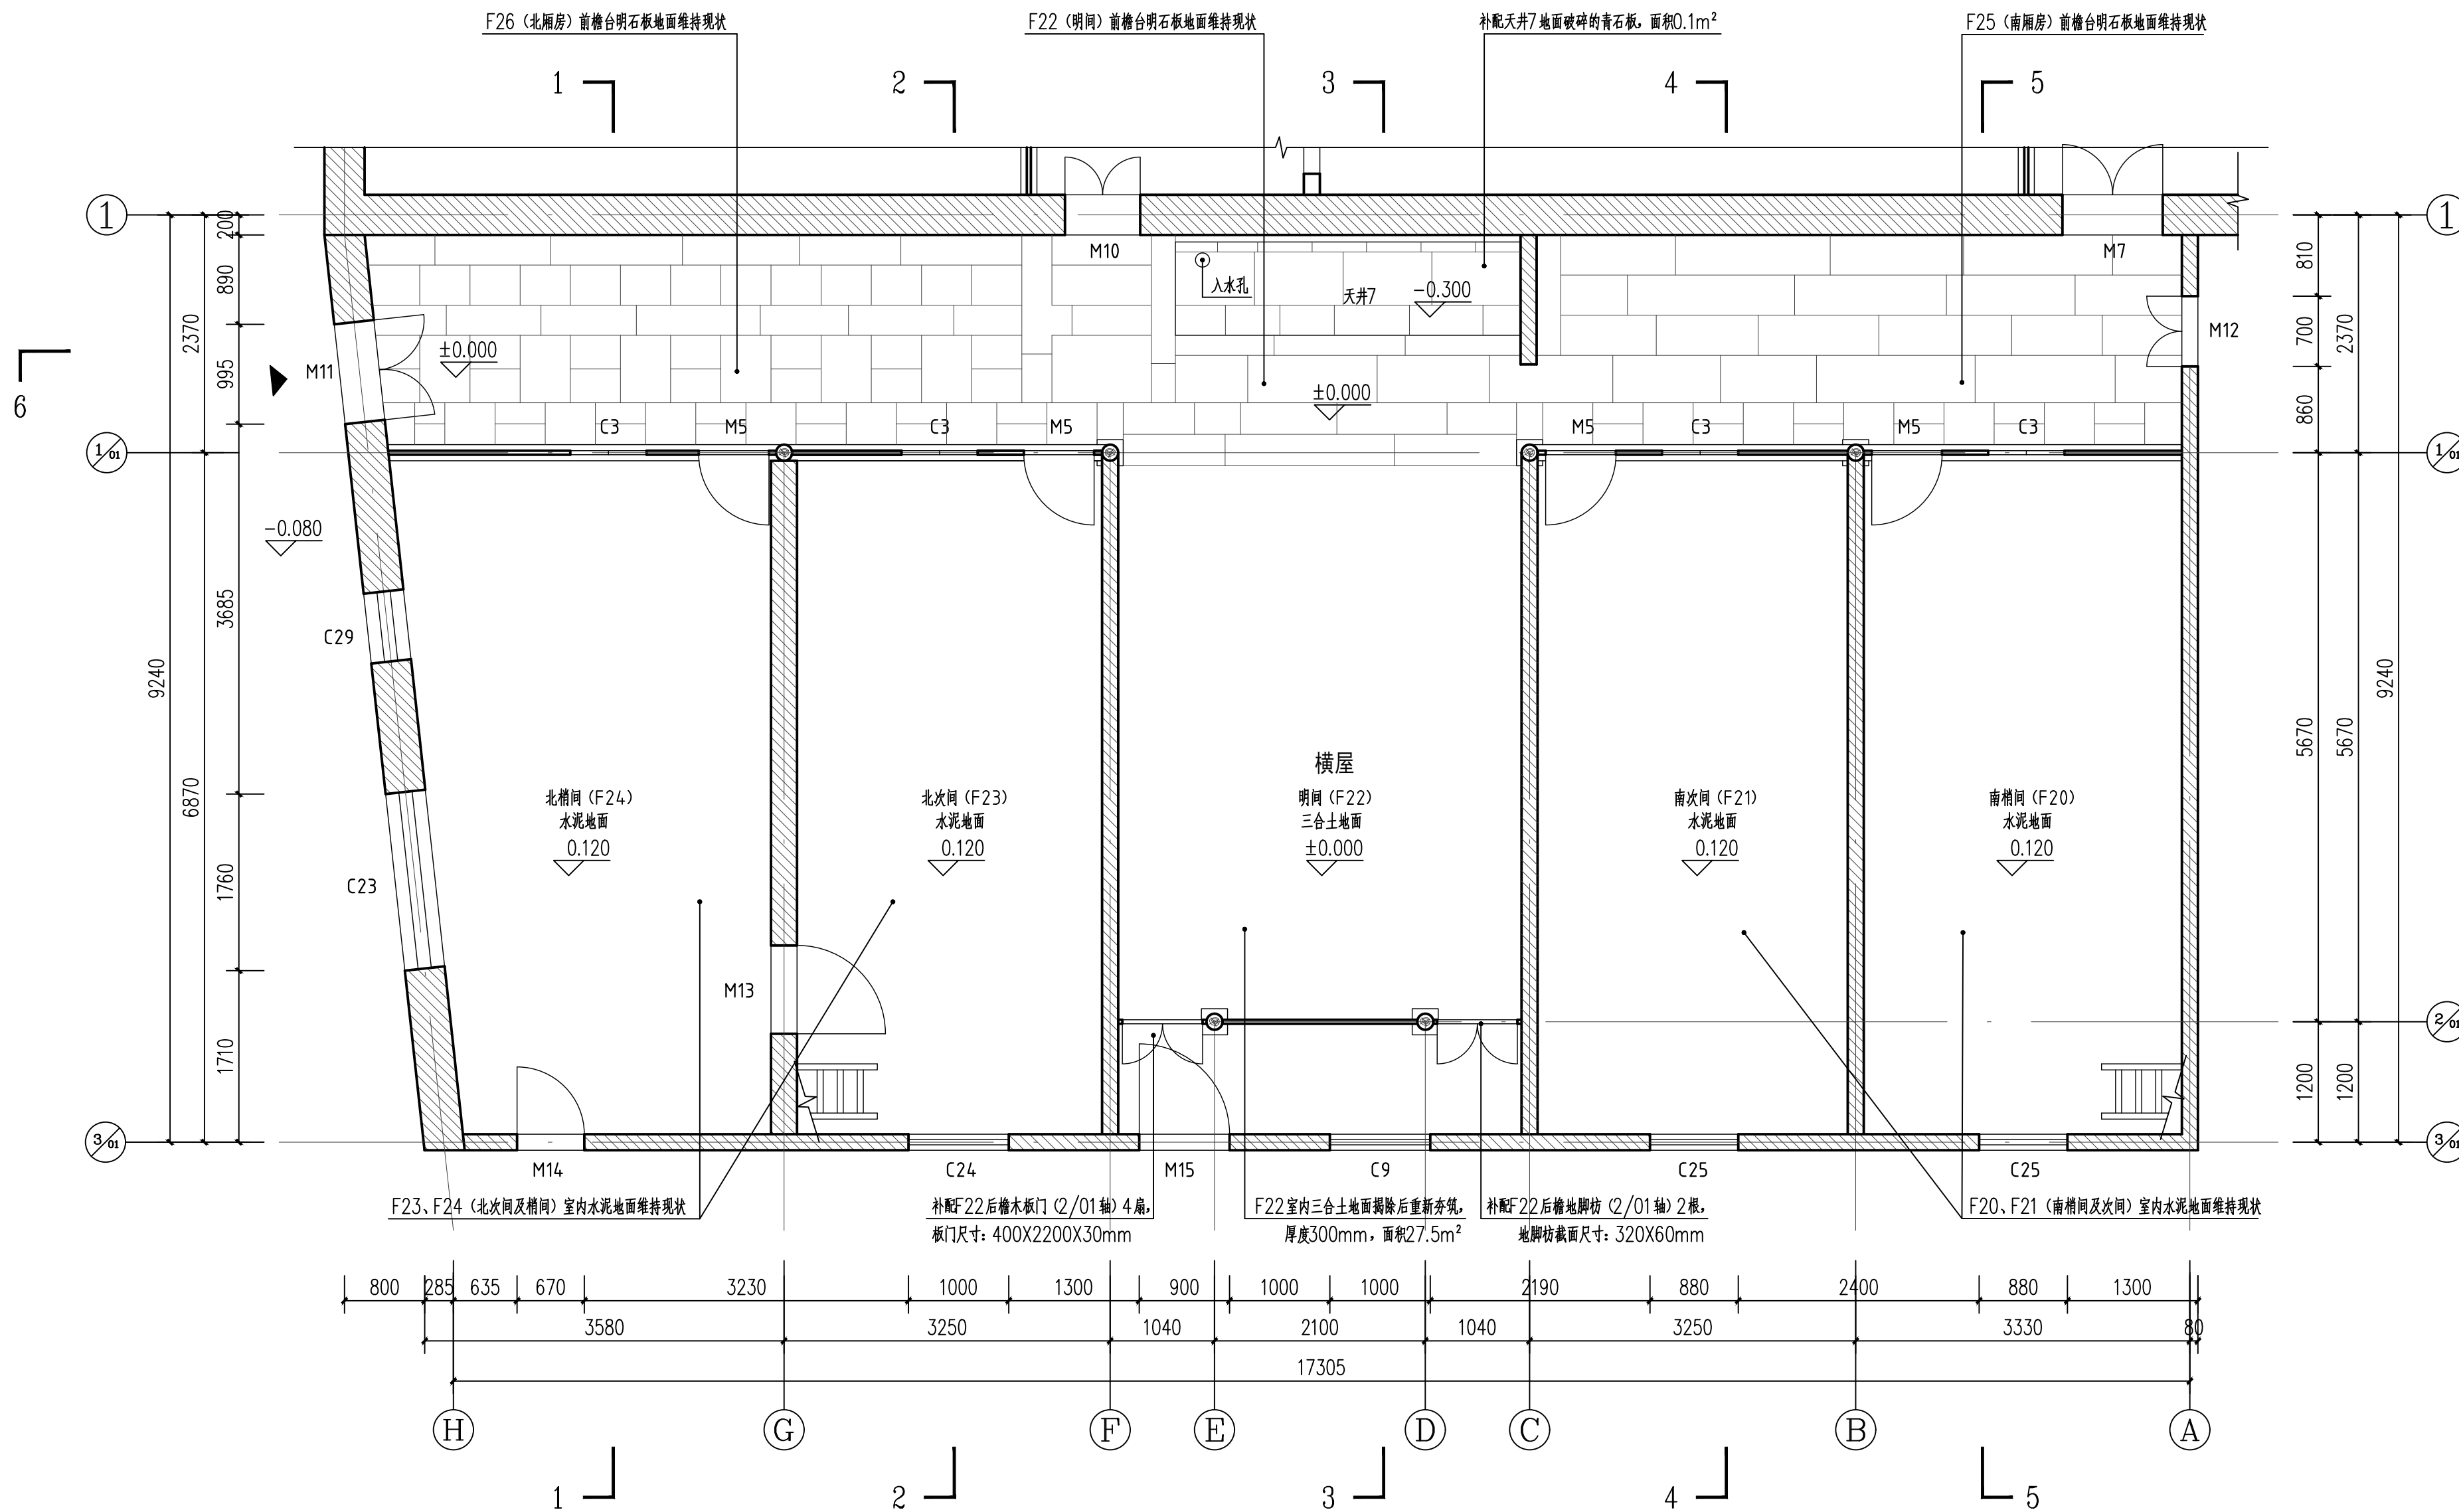 F26（北厢房）前檐台明石板地面维持现状
F22（明间）前檐台明石板地面维持现状
补配天井7地面破碎的青石板，面积0.1m²
F25（南厢房）前檐台明石板地面维持现状
1
2
3
4
5
1
1
200
M10
M7
810
890
入水孔
天井7
-0.300
2370
700
M12
2370
±0.000
M11
995
6
±0.000
860
C3
M5
C3
M5
M5
C3
M5
C3
1/01
1/01
-0.080
3685
C29
9240
9240
5670
5670
横屋
6870
北梢间（F24）
水泥地面
0.120
北次间（F23）
水泥地面
0.120
明间（F22）
三合土地面
±0.000
南次间（F21）
水泥地面
0.120
南梢间（F20）
水泥地面
0.120
1760
C23
M13
2/01
1710
1200
1200
3/01
3/01
M14
C24
M15
C9
C25
C25
F23、F24（北次间及梢间）室内水泥地面维持现状
补配F22后檐木板门（2/01轴）4扇，
板门尺寸：400X2200X30mm
F22室内三合土地面揭除后重新夯筑，
厚度300mm，面积27.5m²
补配F22后檐地脚枋（2/01轴）2根，
地脚枋截面尺寸：320X60mm
F20、F21（南梢间及次间）室内水泥地面维持现状
800
285
635
670
3230
1000
1300
900
1000
1000
2190
880
2400
880
1300
3580
3250
1040
2100
1040
3250
3330
80
17305
H
G
F
E
D
C
B
A
1
2
3
4
5